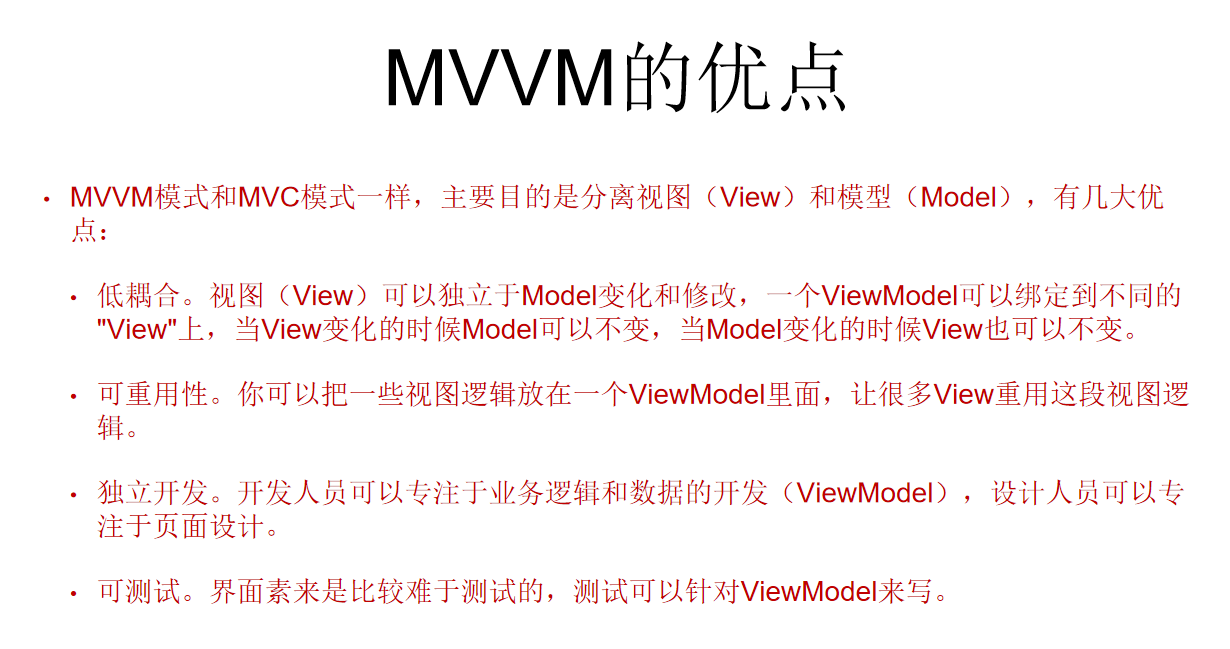 MVVM的优点
• MVVM模式和MVC模式一样，主要目的是分离视图（View）和模型（Model），有几大优
点：
• 低耦合。视图（View）可以独立于Model变化和修改，一个ViewModel可以绑定到不同的
"View"上，当View变化的时候Model可以不变，当Model变化的时候View也可以不变。
• 可重用性。你可以把一些视图逻辑放在一个ViewModel里面，让很多View重用这段视图逻
辑。
• 独立开发。开发人员可以专注于业务逻辑和数据的开发（ViewModel），设计人员可以专
注于页面设计。
• 可测试。界面素来是比较难于测试的，测试可以针对ViewModel来写。